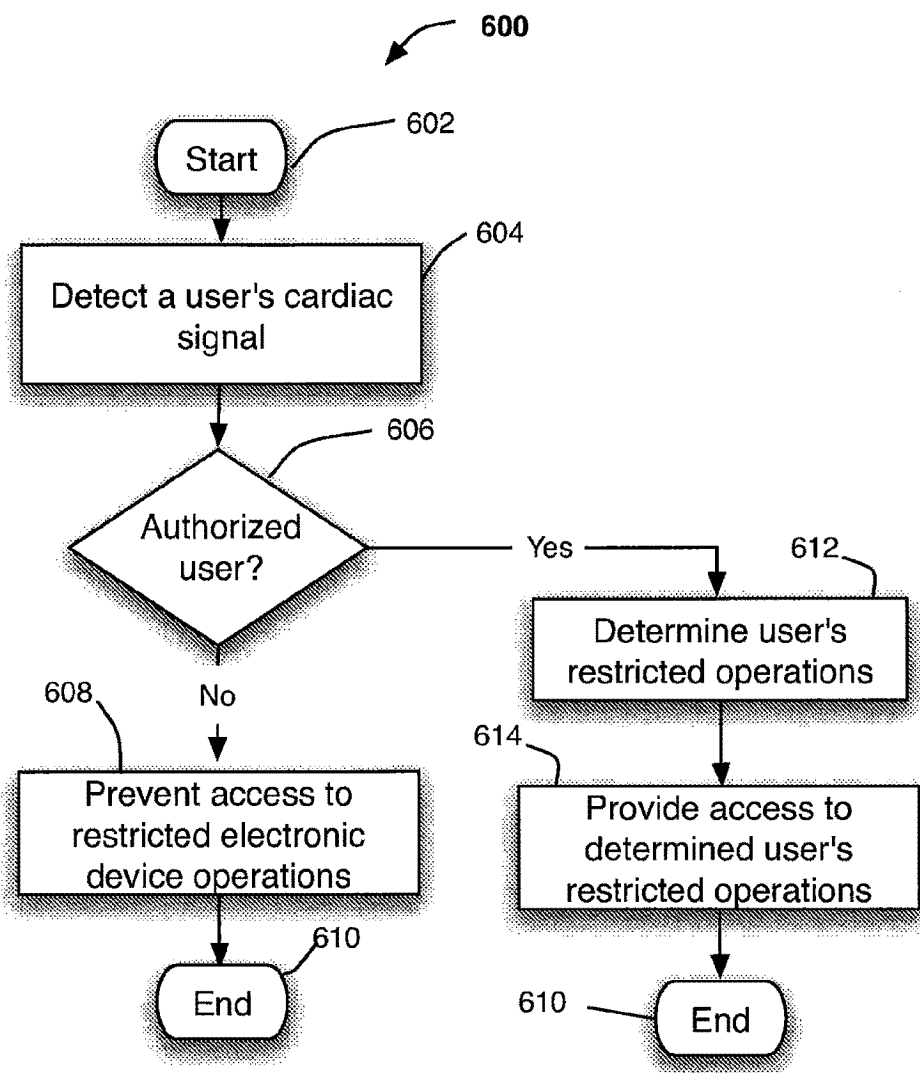 600
602
Start
604
Detect a user's cardiac
signal
606
Authorized
user?
Yes
612
Determine user's
restricted operations
No
608
Prevent access to
restricted electronic
device operations
614
Provide access to
determined user's
restricted operations
610
End
610
End